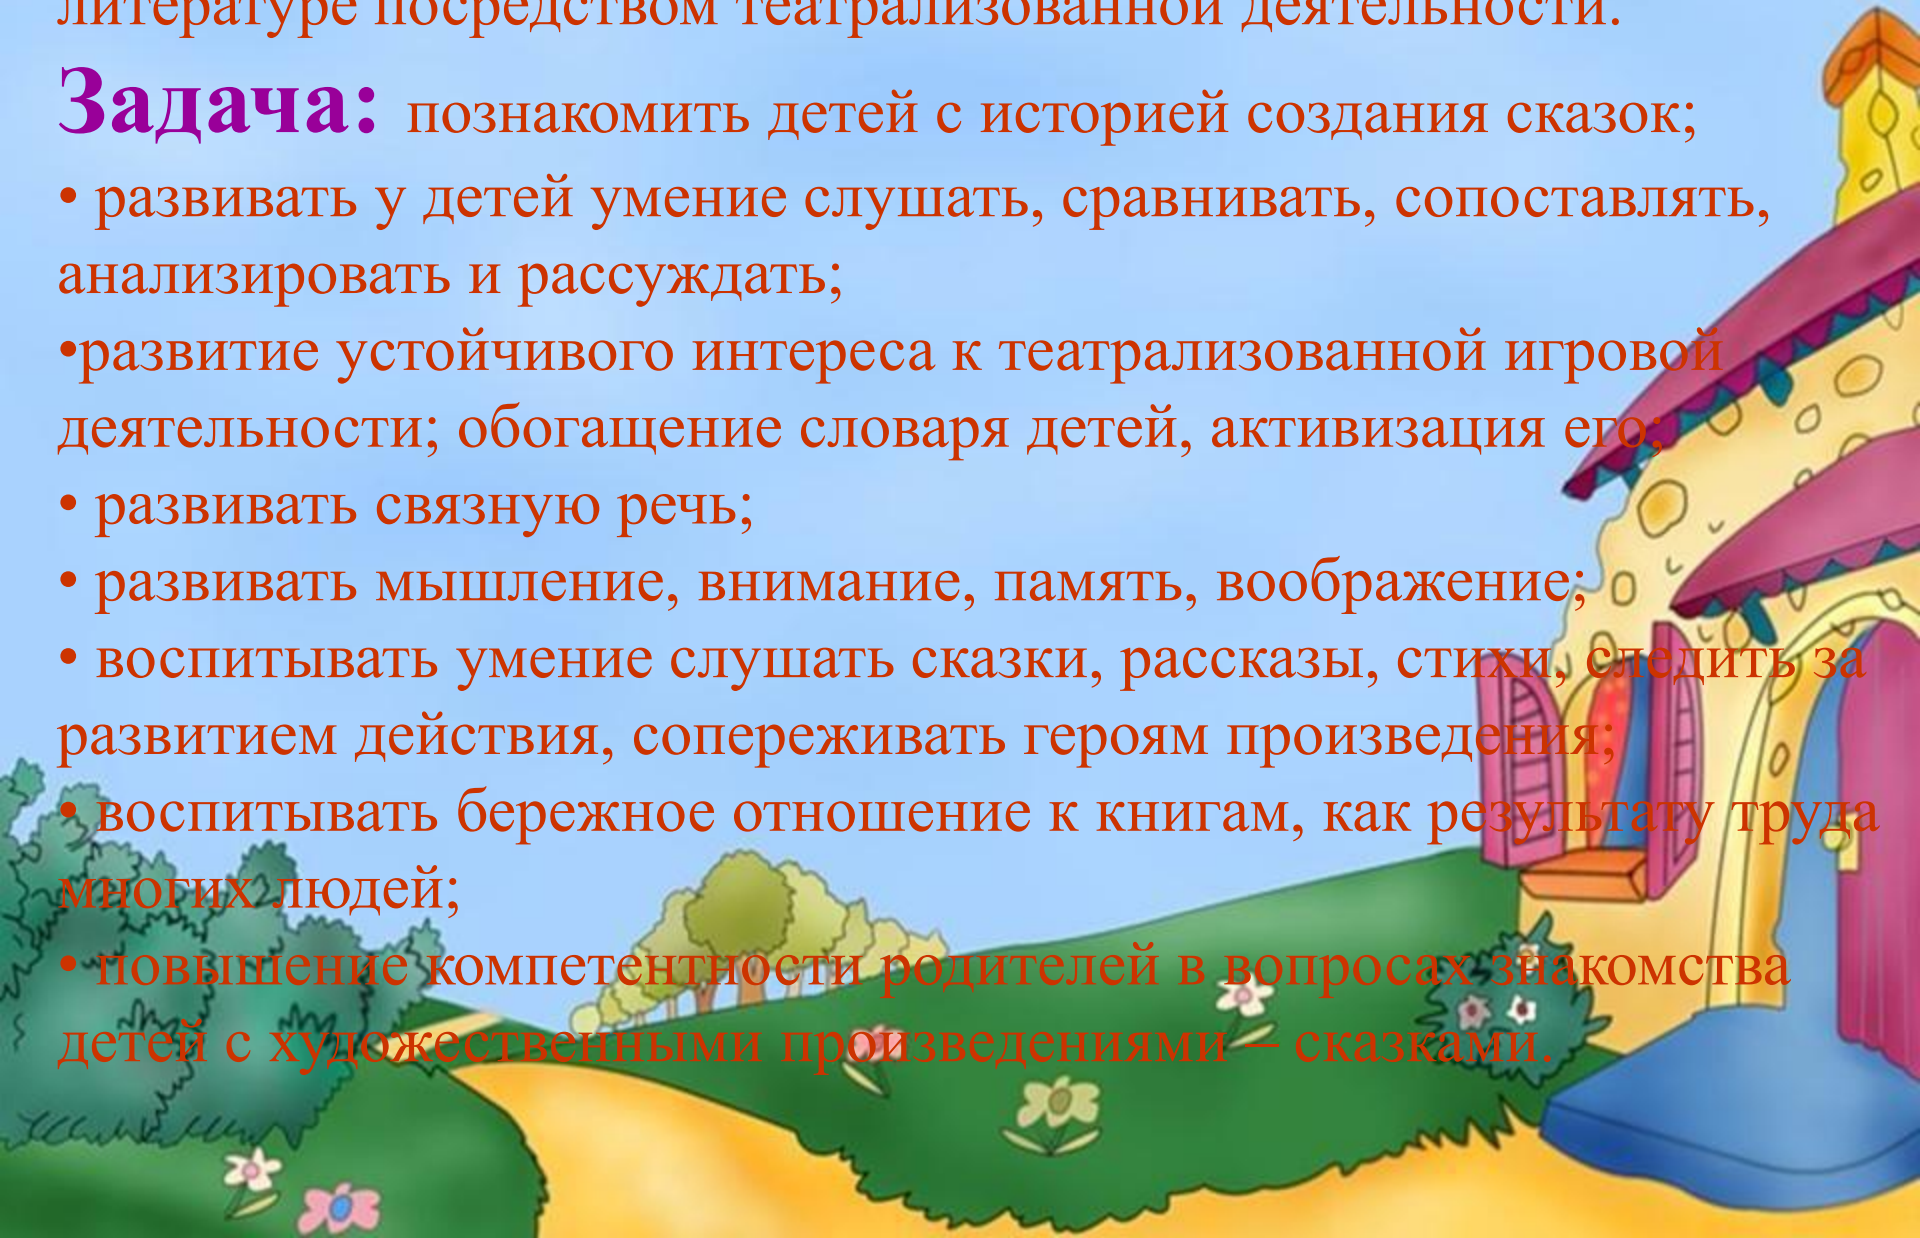 литературе посредством театрализованной деятельности.
Задача: познакомить детей с историей создания сказок;
• развивать у детей умение слушать, сравнивать, сопоставлять,
анализировать и рассуждать;
•развитие устойчивого интереса к театрализованной игровой
деятельности; обогащение словаря детей, активизация его;
• развивать связную речь;
• развивать мышление, внимание, память, воображение;
• воспитывать умение слушать сказки, рассказы, стихи, следить за
развитием действия, сопереживать героям произведения;
• воспитывать бережное отношение к книгам, как результату труда
многих людей;
• повышение компетентности родителей в вопросах знакомства
детей с художественными произведениями – сказками.